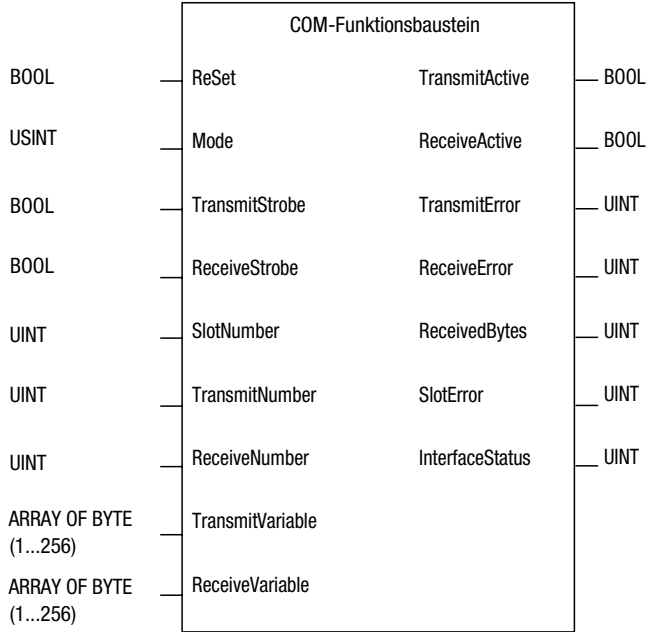 COM-Funktionsbaustein
BOOL ReSet TransmitActive BOOL
USINT Mode ReceiveActive BOOL
BOOL TransmitStrobe TransmitError UINT
BOOL ReceiveStrobe ReceiveError UINT
UINT SlotNumber ReceivedBytes UINT
UINT TransmitNumber SlotError UINT
UINT ReceiveNumber InterfaceStatus UINT
ARRAY OF BYTE TransmitVariable
(1...256)
ARRAY OF BYTE ReceiveVariable
(1...256)